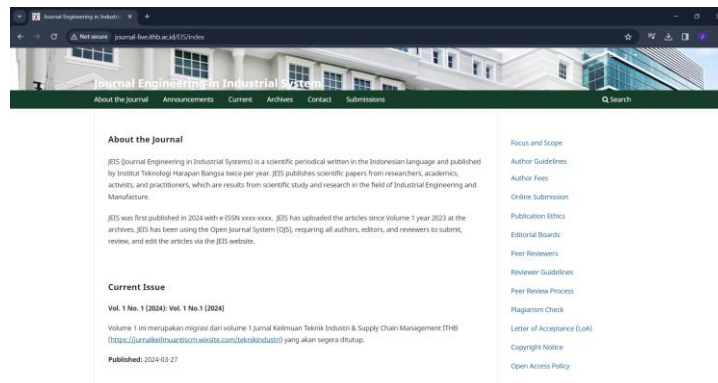 Journal Engineering in Industri
Not secure journal-live.ithb.ac.id/EIS/index
Journal Engineering in Industrial System
About the Journal Announcements Current Archives Contact Submissions Search
About the Journal
JEIS (Journal Engineering in Industrial Systems) is a scientific periodical written in the Indonesian language and published
by Institut Teknologi Harapan Bangsa twice per year. JEIS publishes scientific papers from researchers, academics,
activists, and practitioners, which are results from scientific study and research in the field of Industrial Engineering and
Manufacture.
JEIS was first published in 2024 with e-ISSN xxxx-xxxx. JEIS has uploaded the articles since Volume 1 year 2023 at the
archives. JEIS has been using the Open Journal System (OJS), requiring all authors, editors, and reviewers to submit,
review, and edit the articles via the JEIS website.
Current Issue
Vol. 1 No. 1 (2024): Vol. 1 No.1 (2024)
Volume 1 ini merupakan migrasi dari volume 1 Jurnal Keilmuan Teknik Industri & Supply Chain Management ITHB
(https://jurnalkeilmuantiscm.wixsite.com/teknikindustri) yang akan segera ditutup.
Published: 2024-03-27
Focus and Scope
Author Guidelines
Author Fees
Online Submission
Publication Ethics
Editorial Boards
Peer Reviewers
Reviewer Guidelines
Peer Review Process
Plagiarism Check
Letter of Acceptance (LoA)
Copyright Notice
Open Access Policy